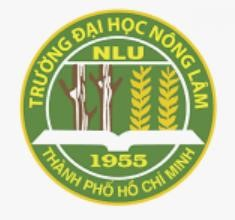 TRƯỜNG ĐẠI HỌC NÔNG LÂM
NLU
1955
THÀNH PHỐ HỒ CHÍ MINH